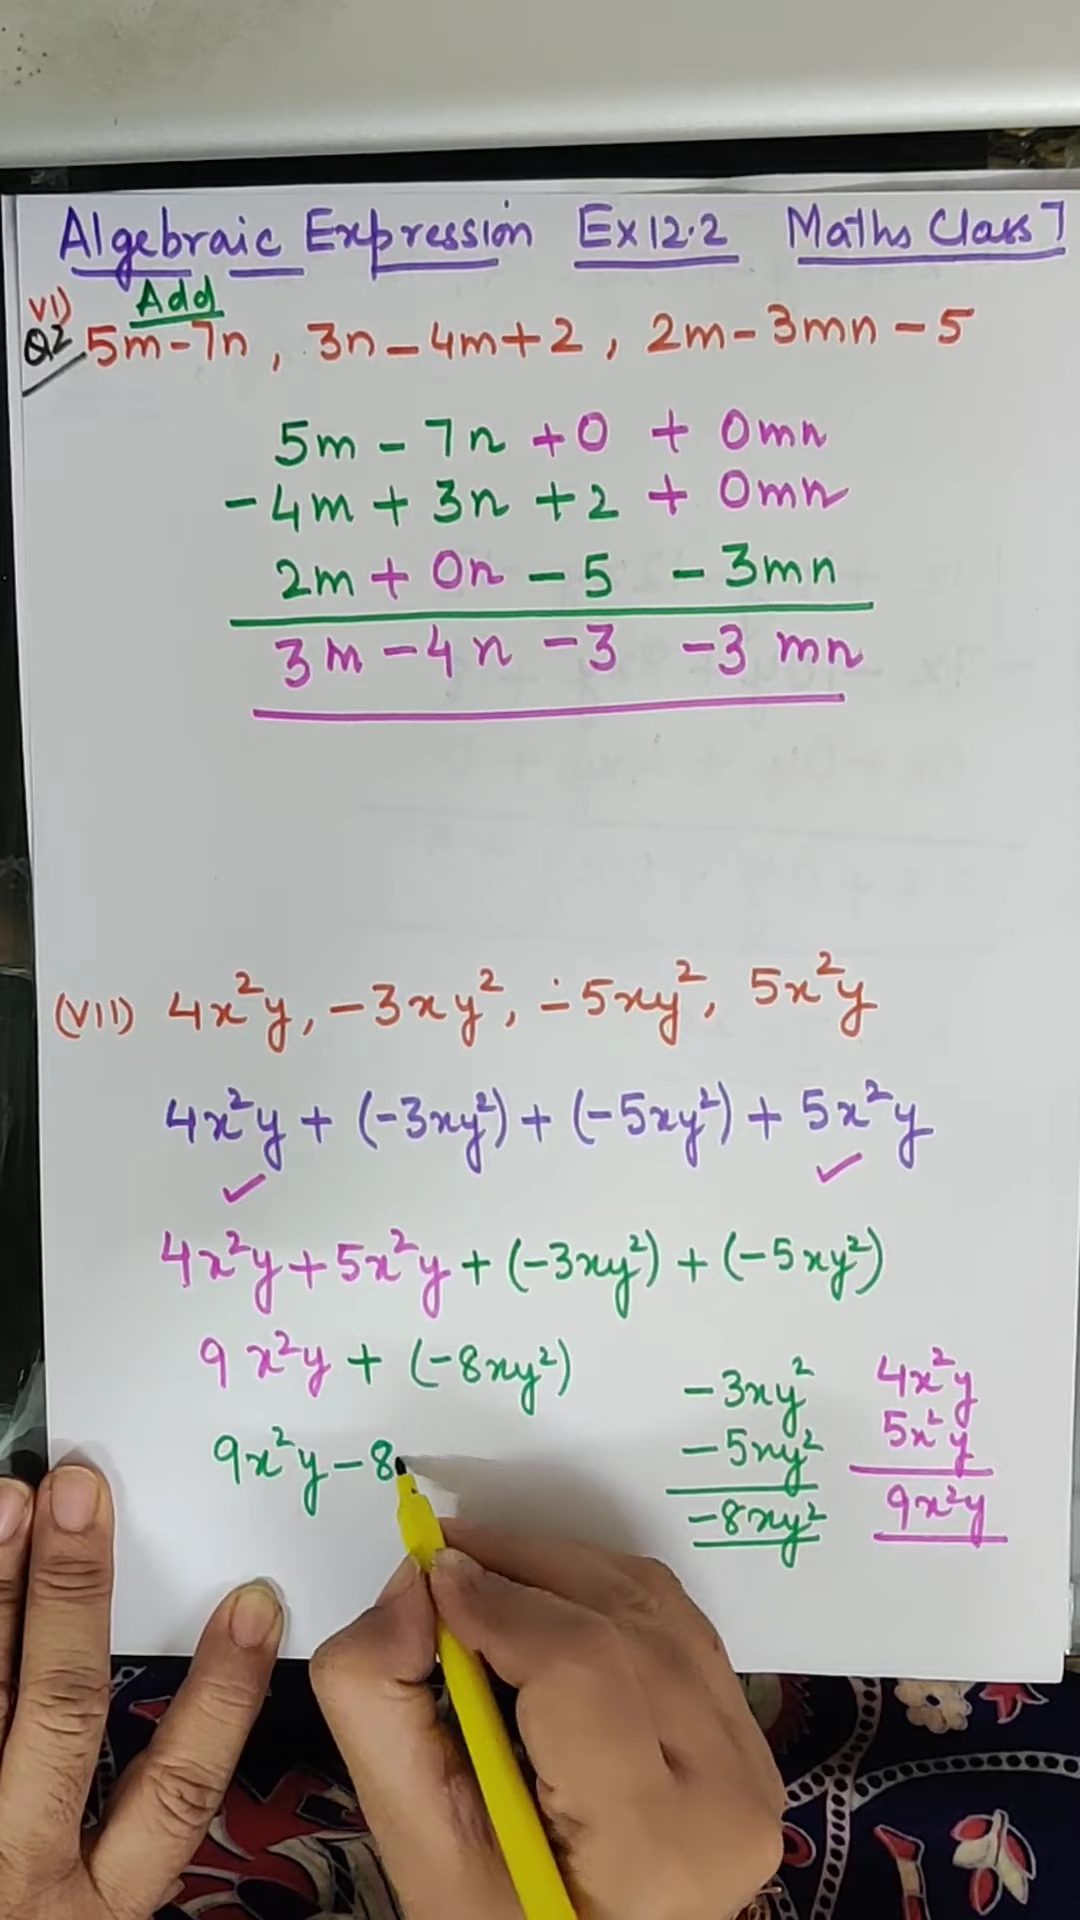 Algebraic Expression Ex 12.2 Maths Class 7
Add
VI)
Q2 5m-7n, 3n-4m+2, 2m-3mn-5
5m - 7n + 0 + 0mn
-4m + 3n + 2 + 0mn
2m + 0n - 5 - 3mn
3m - 4n - 3 - 3mn
(VII) 4x²y, -3xy², -5xy², 5x²y
4x²y + (-3xy²) + (-5xy²) + 5x²y
4x²y + 5x²y + (-3xy²) + (-5xy²)
9x²y + (-8xy²)
9x²y - 8
-3xy²
-5xy²
-8xy²
4x²y
5x²y
9x²y